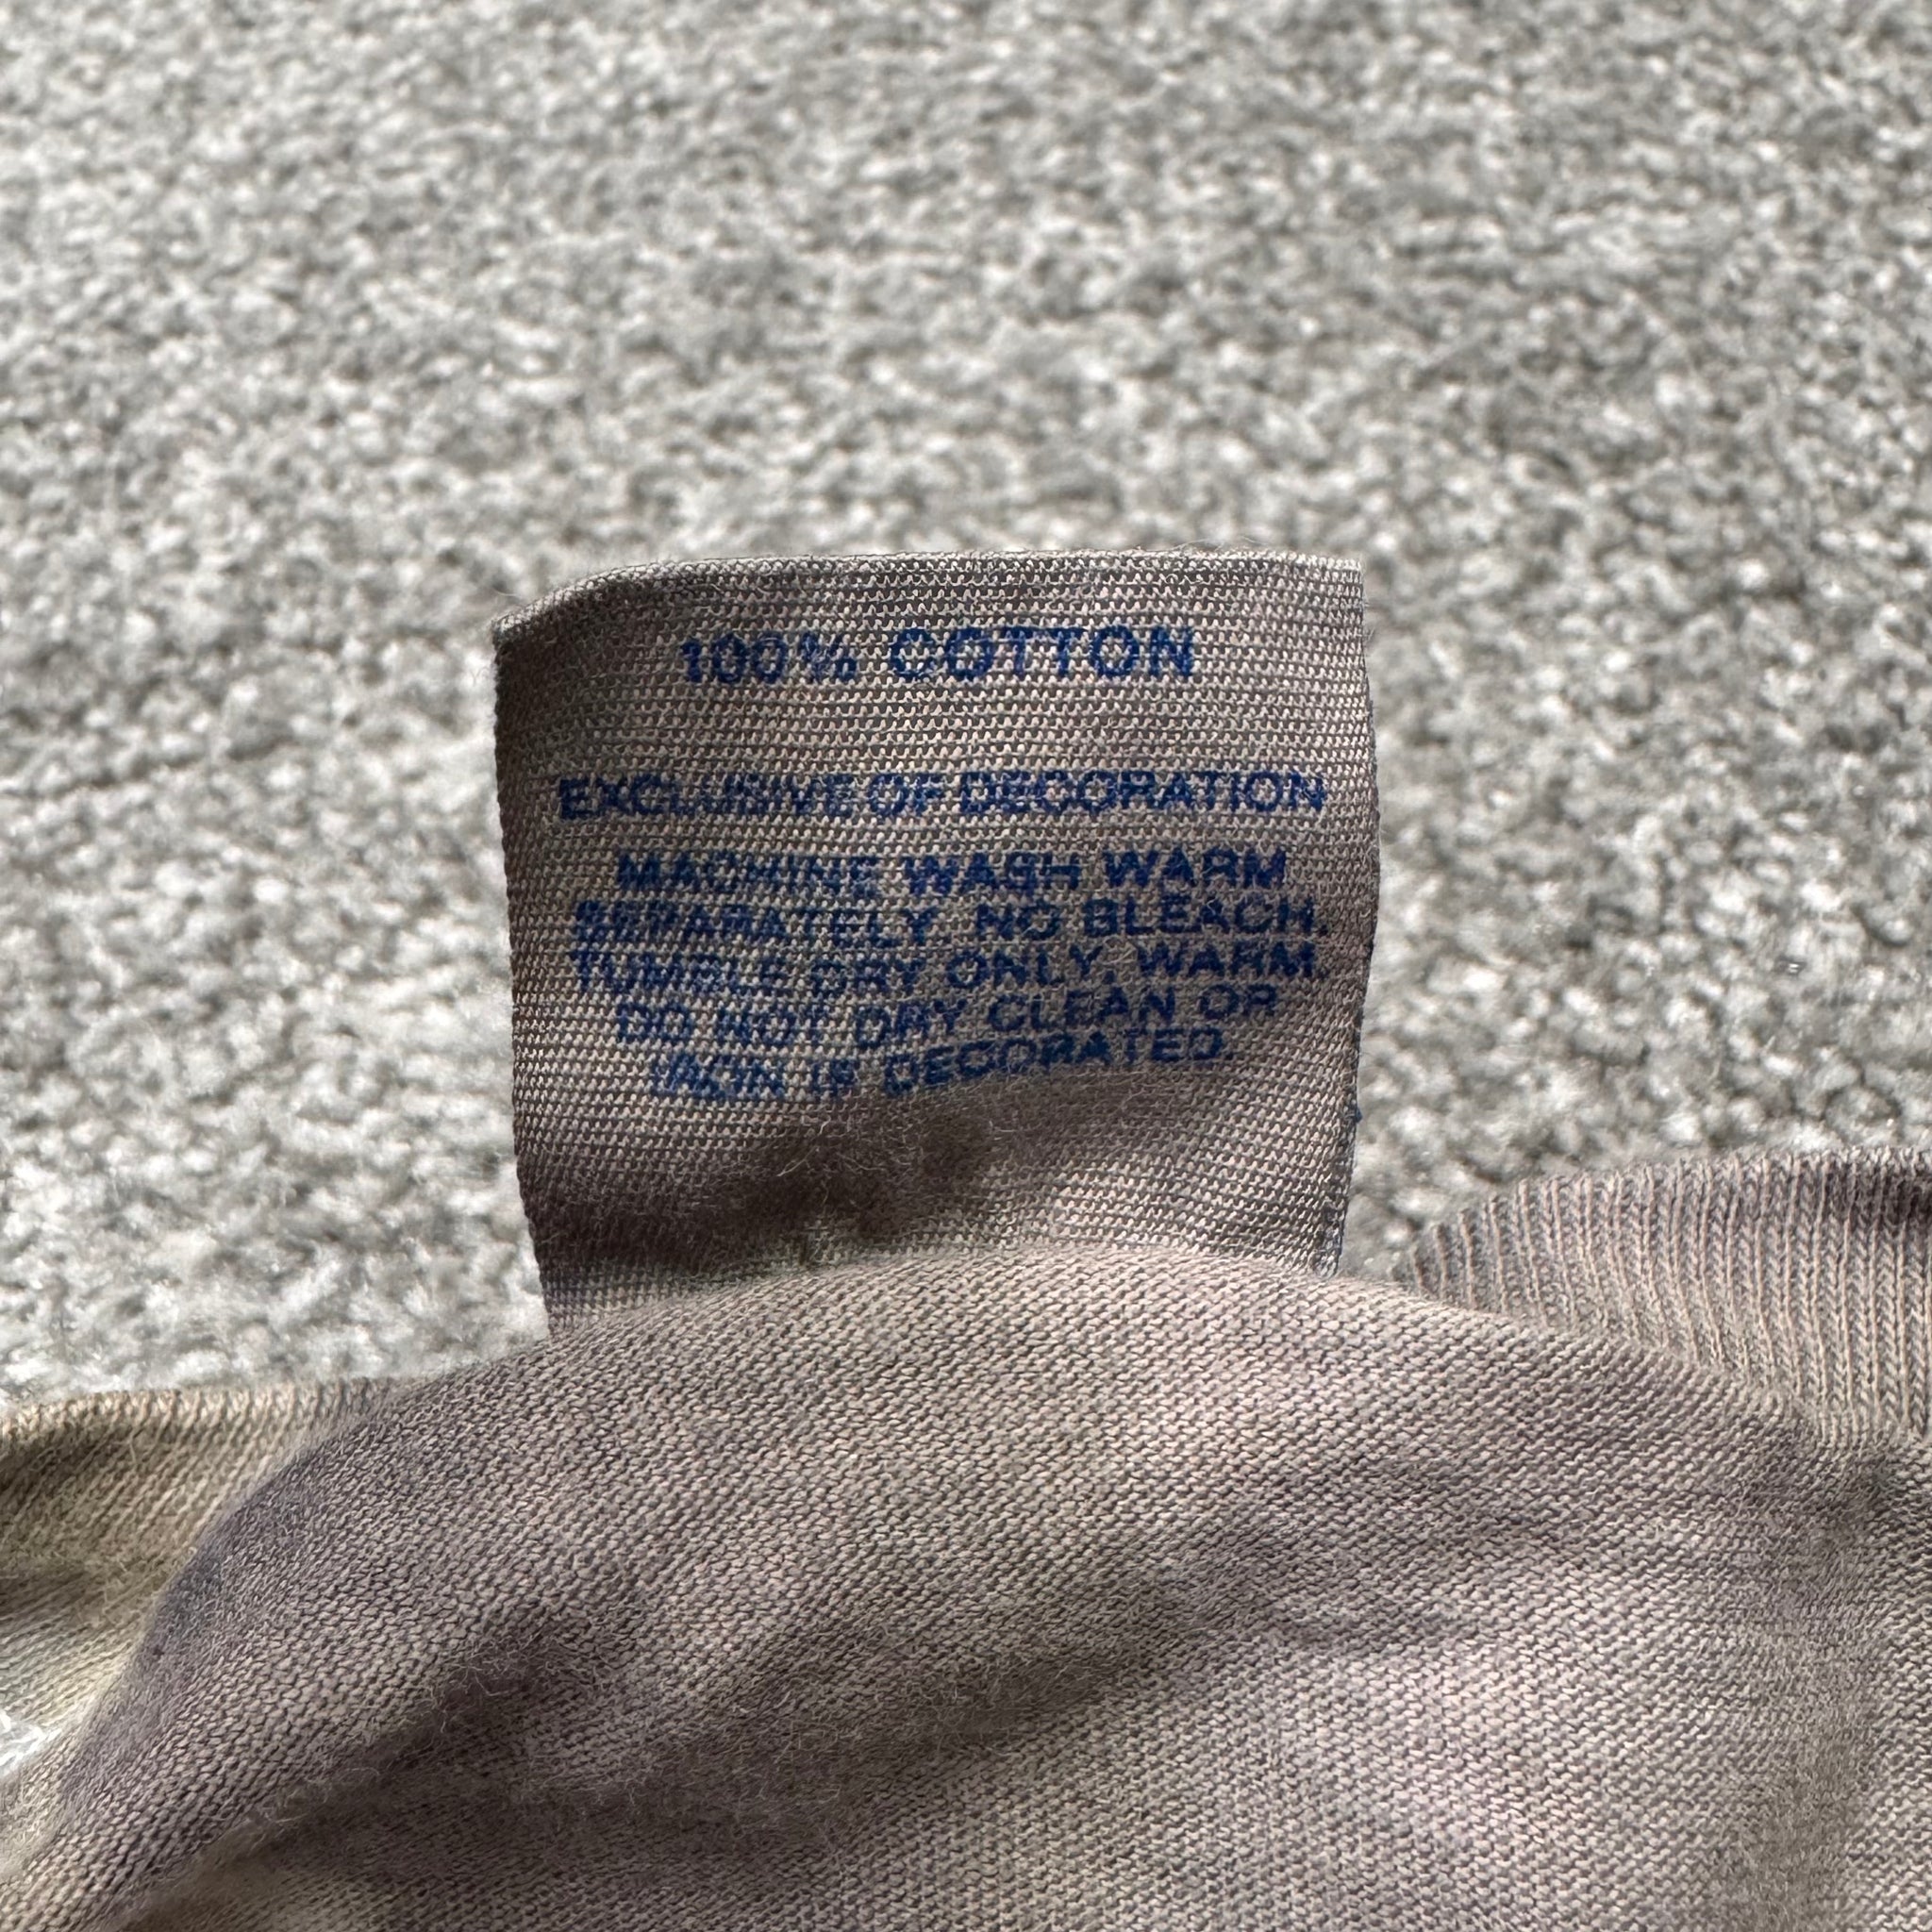 100% COTTON
EXCLUSIVE OF DECORATION
MACHINE WASH WARM
SEPARATELY. NO BLEACH.
TUMBLE DRY ONLY, WARM.
DO NOT DRY CLEAN OR
IRON IF DECORATED.